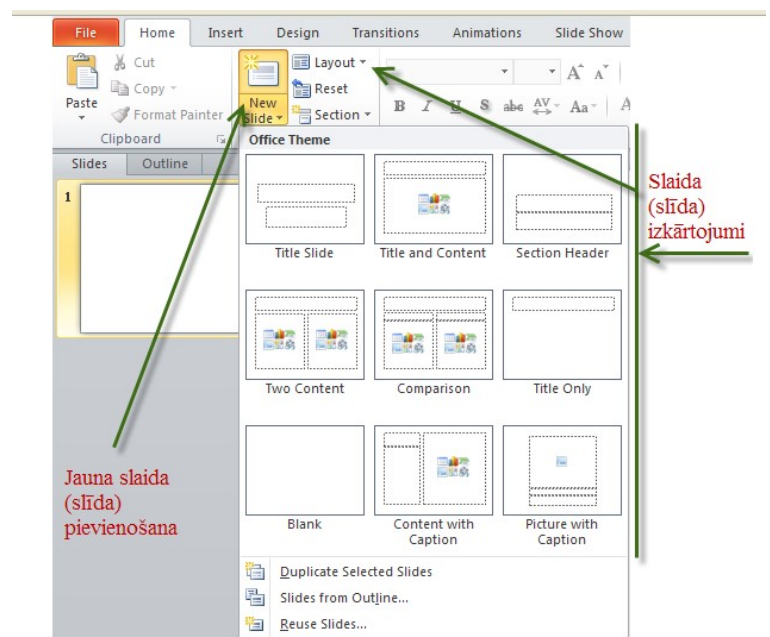 File Home Insert Design Transitions Animations Slide Show
Cut
Copy
Format Painter
Paste
Clipboard
New
Slide
Layout
Reset
Section
B I U S abe AV Aa A
A A
Slides Outline
1
Office Theme
Title Slide Title and Content Section Header
Two Content Comparison Title Only
Blank Content with Caption Picture with Caption
Duplicate Selected Slides
Slides from Outline...
Reuse Slides...
Slaida
(slīda)
izkārtojumi
Jauna slaida
(slīda)
pievienošana